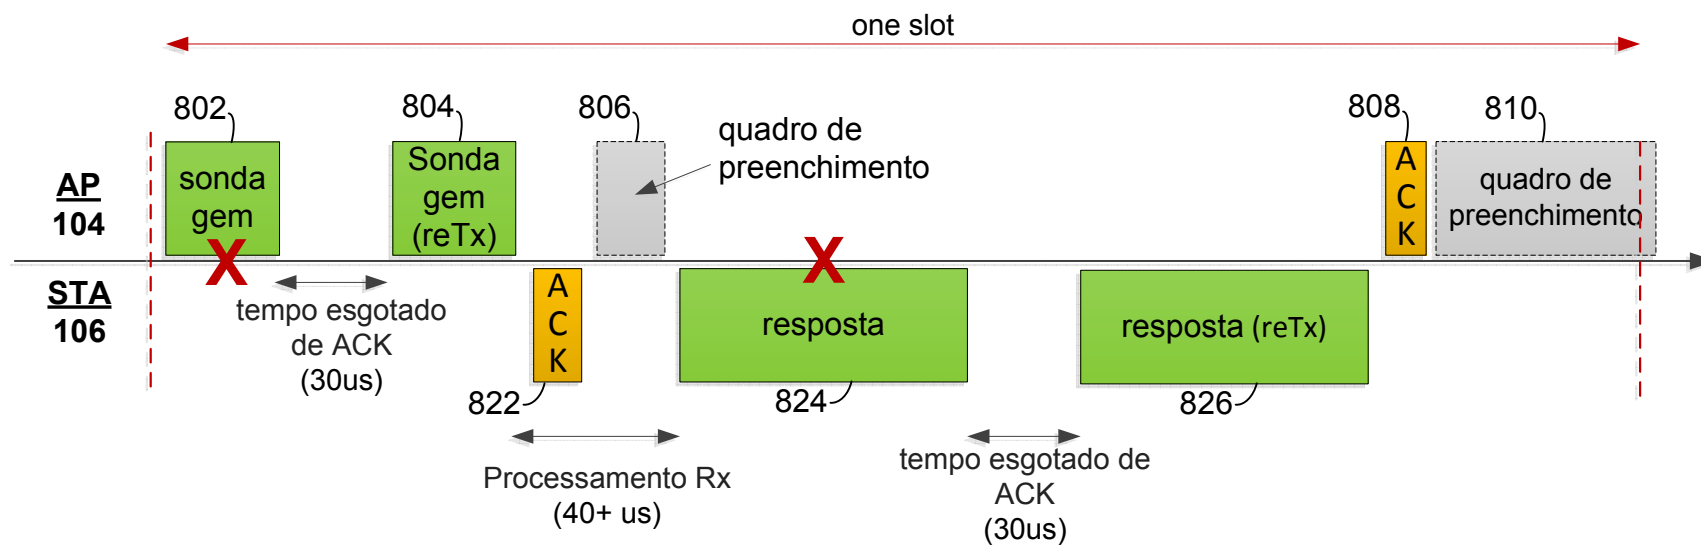 one slot
802
804
806
808
810
quadro de
preenchimento
AP
104
sonda
gem
Sonda
gem
(reTx)
A
C
K
quadro de
preenchimento
X
X
STA
106
tempo esgotado
de ACK
(30us)
A
C
K
resposta
resposta (reTx)
822
824
826
Processamento Rx
(40+ us)
tempo esgotado de
ACK
(30us)